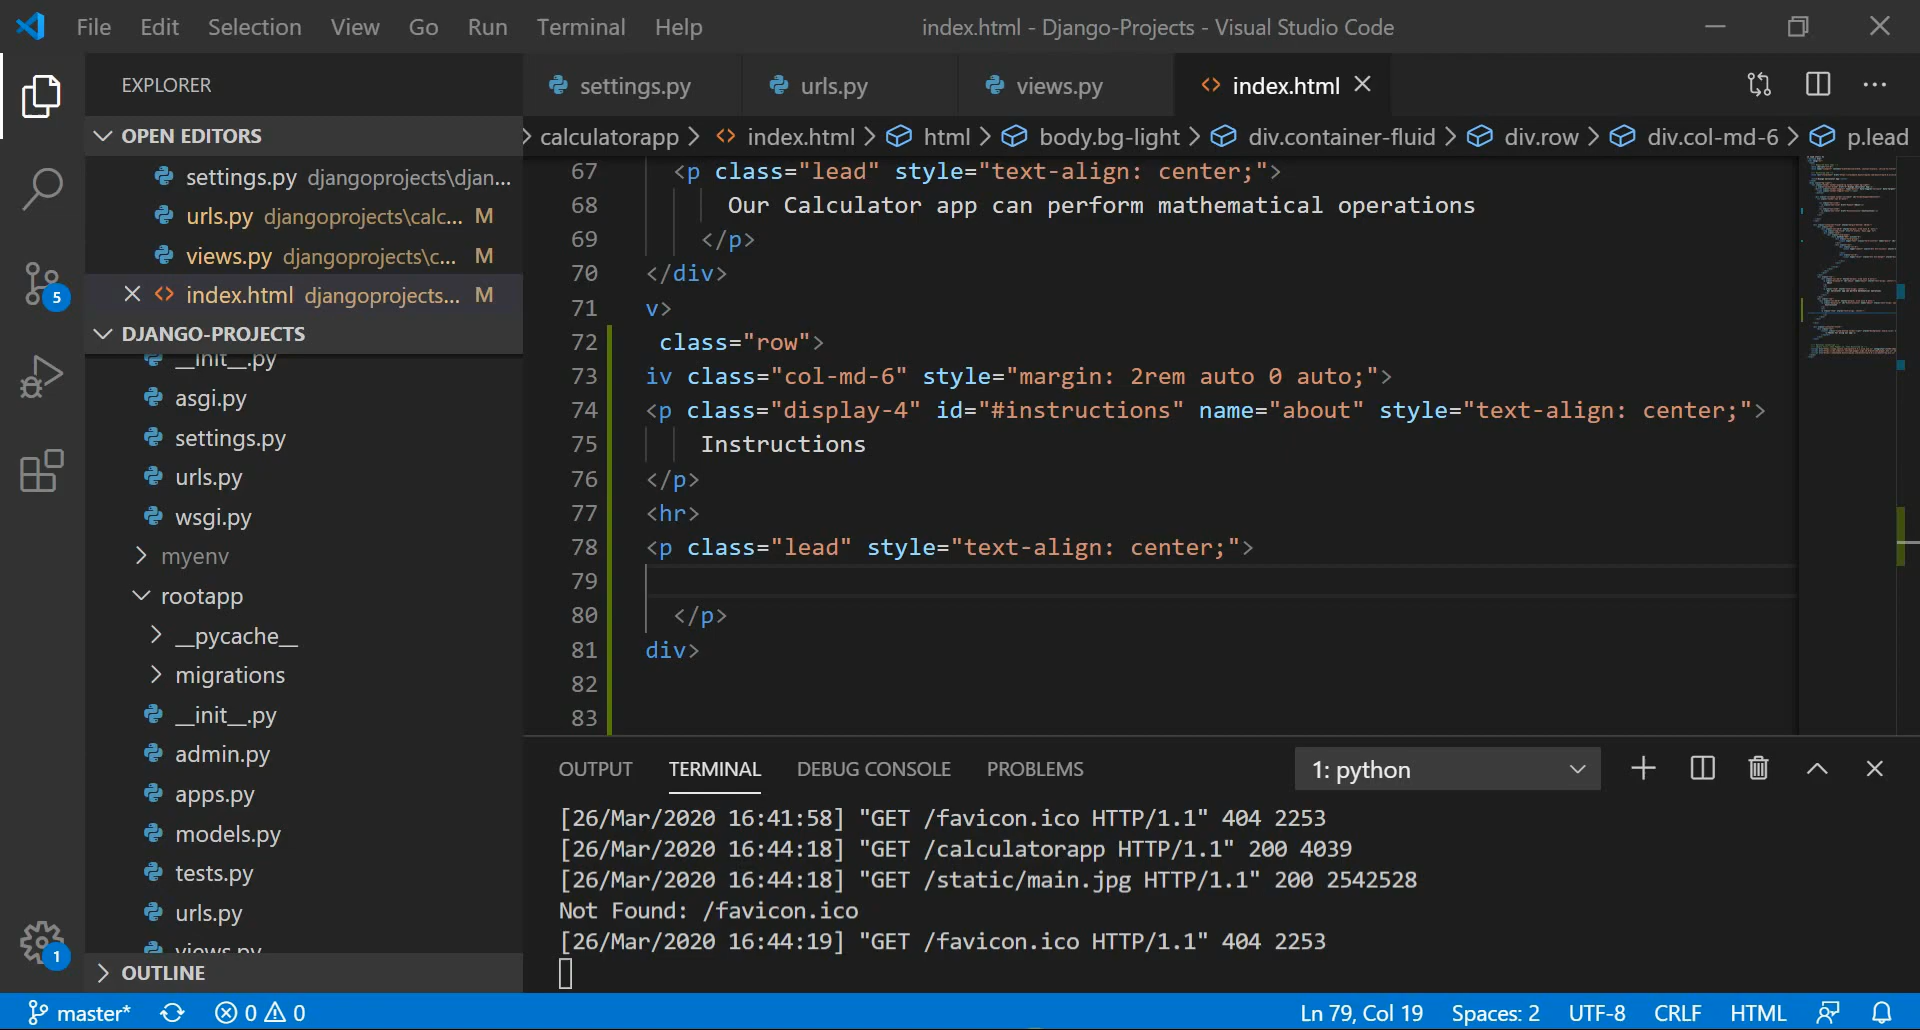 File Edit Selection View Go Run Terminal Help index.html - Django-Projects - Visual Studio Code
EXPLORER
OPEN EDITORS
settings.py djangoprojects\djan...
urls.py djangoprojects\calc... M
views.py djangoprojects\c... M
index.html djangoprojects... M
DJANGO-PROJECTS
__init__.py
asgi.py
settings.py
urls.py
wsgi.py
myenv
rootapp
__pycache__
migrations
__init__.py
admin.py
apps.py
models.py
tests.py
urls.py
views.py
OUTLINE
5
1
settings.py urls.py views.py index.html
calculatorapp > index.html > html > body.bg-light > div.container-fluid > div.row > div.col-md-6 > p.lead
67 <p class="lead" style="text-align: center;">
68 Our Calculator app can perform mathematical operations
69 </p>
70 </div>
71 v>
72 class="row">
73 iv class="col-md-6" style="margin: 2rem auto 0 auto;">
74 <p class="display-4" id="#instructions" name="about" style="text-align: center;">
75 Instructions
76 </p>
77 <hr>
78 <p class="lead" style="text-align: center;">
79
80 </p>
81 div>
82
83
OUTPUT TERMINAL DEBUG CONSOLE PROBLEMS 1: python
[26/Mar/2020 16:41:58] "GET /favicon.ico HTTP/1.1" 404 2253
[26/Mar/2020 16:44:18] "GET /calculatorapp HTTP/1.1" 200 4039
[26/Mar/2020 16:44:18] "GET /static/main.jpg HTTP/1.1" 200 2542528
Not Found: /favicon.ico
[26/Mar/2020 16:44:19] "GET /favicon.ico HTTP/1.1" 404 2253
master* 0 0 Ln 79, Col 19 Spaces: 2 UTF-8 CRLF HTML